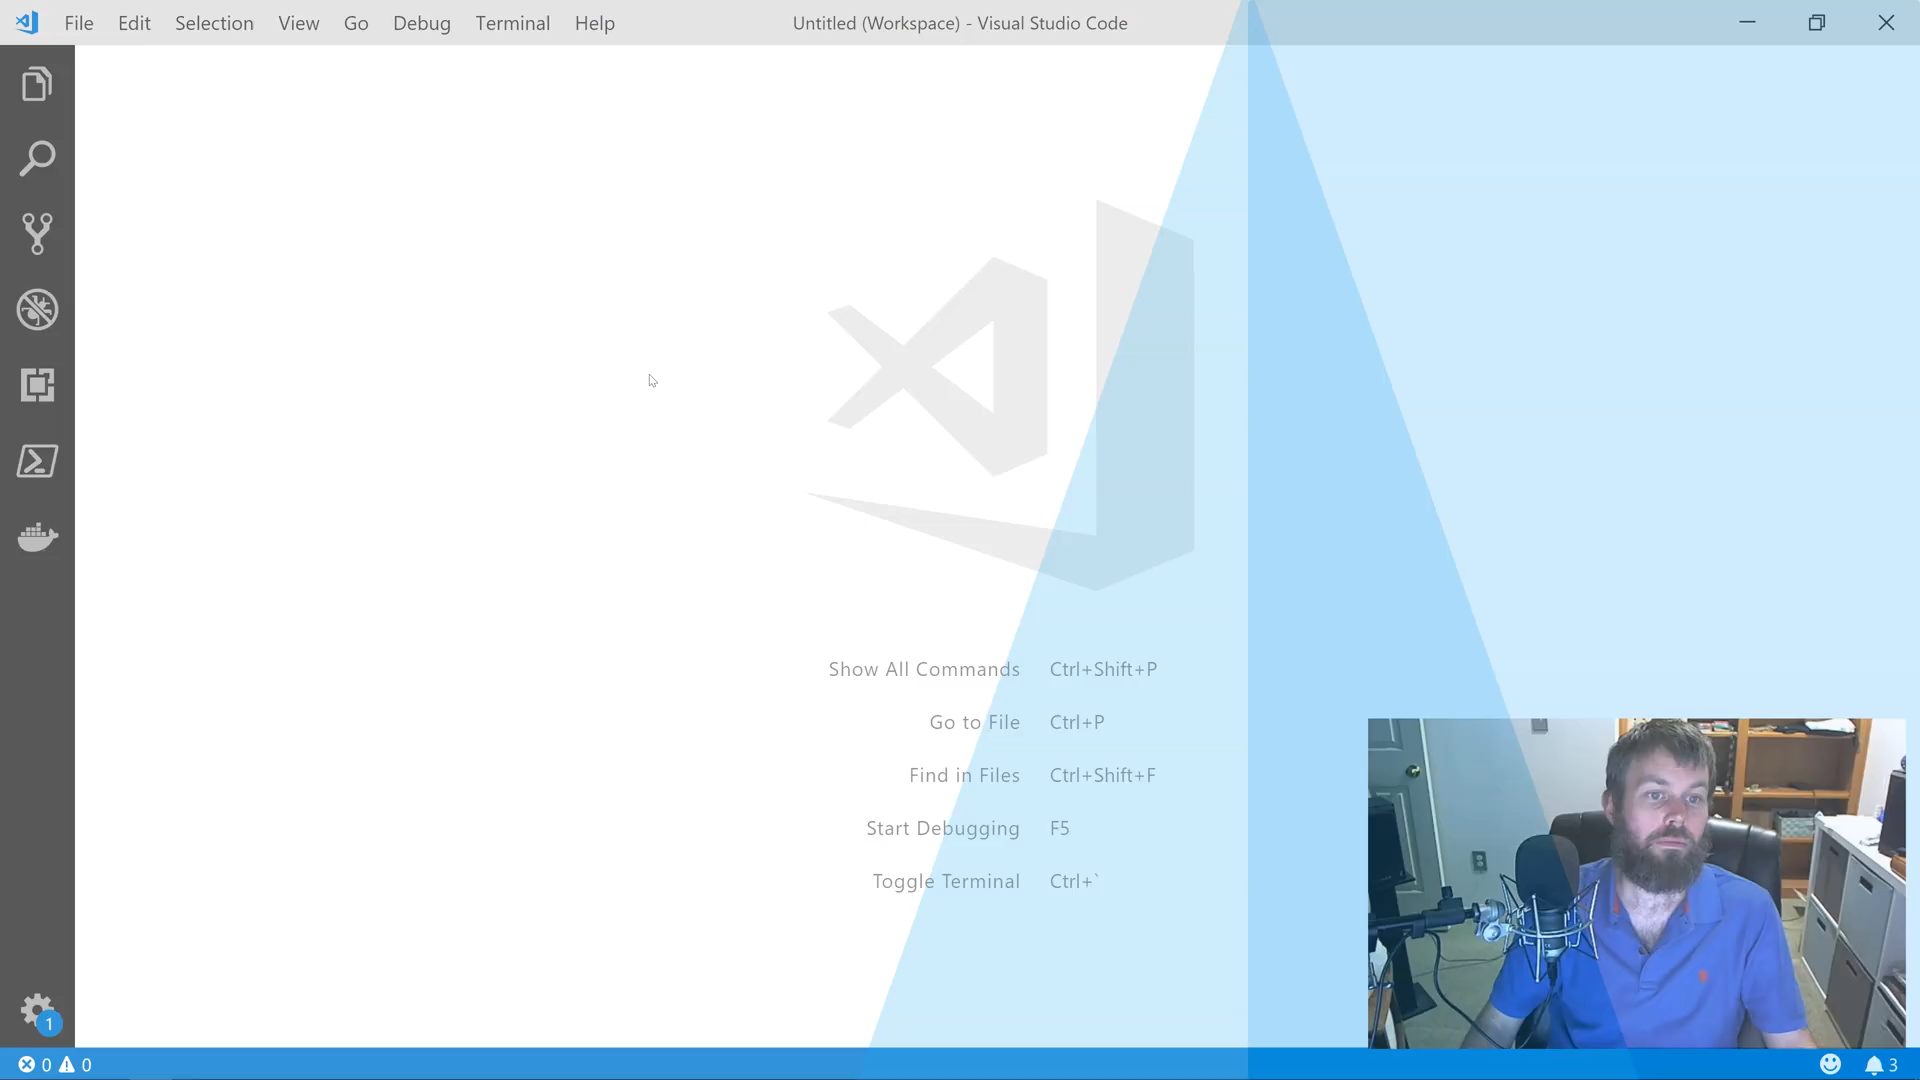 File Edit Selection View Go Debug Terminal Help Untitled (Workspace) - Visual Studio Code
Show All Commands Ctrl+Shift+P
Go to File Ctrl+P
Find in Files Ctrl+Shift+F
Start Debugging F5
Toggle Terminal Ctrl+`
1
0 0 3